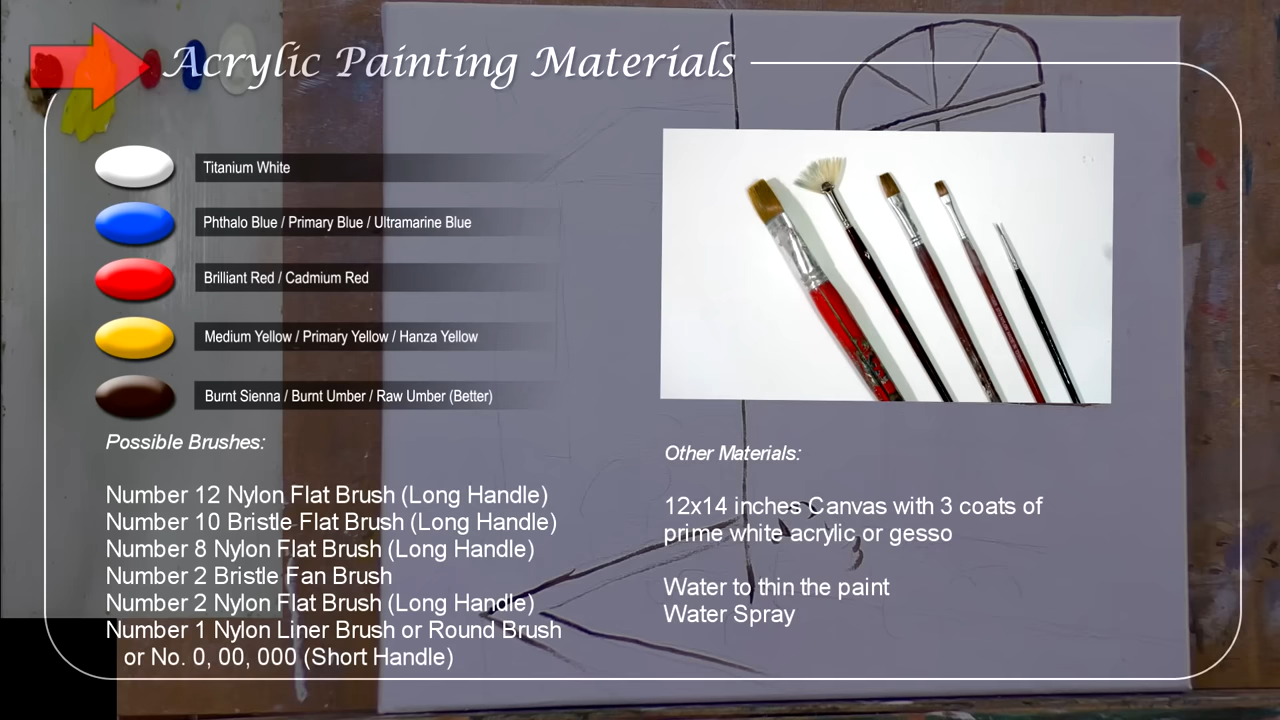 Acrylic Painting Materials
Titanium White
Phthalo Blue / Primary Blue / Ultramarine Blue
Brilliant Red / Cadmium Red
Medium Yellow / Primary Yellow / Hanza Yellow
Burnt Sienna / Burnt Umber / Raw Umber (Better)
Possible Brushes:
Number 12 Nylon Flat Brush (Long Handle)
Number 10 Bristle Flat Brush (Long Handle)
Number 8 Nylon Flat Brush (Long Handle)
Number 2 Bristle Fan Brush
Number 2 Nylon Flat Brush (Long Handle)
Number 1 Nylon Liner Brush or Round Brush
or No. 0, 00, 000 (Short Handle)
Other Materials:
12x14 inches Canvas with 3 coats of
prime white acrylic or gesso
Water to thin the paint
Water Spray